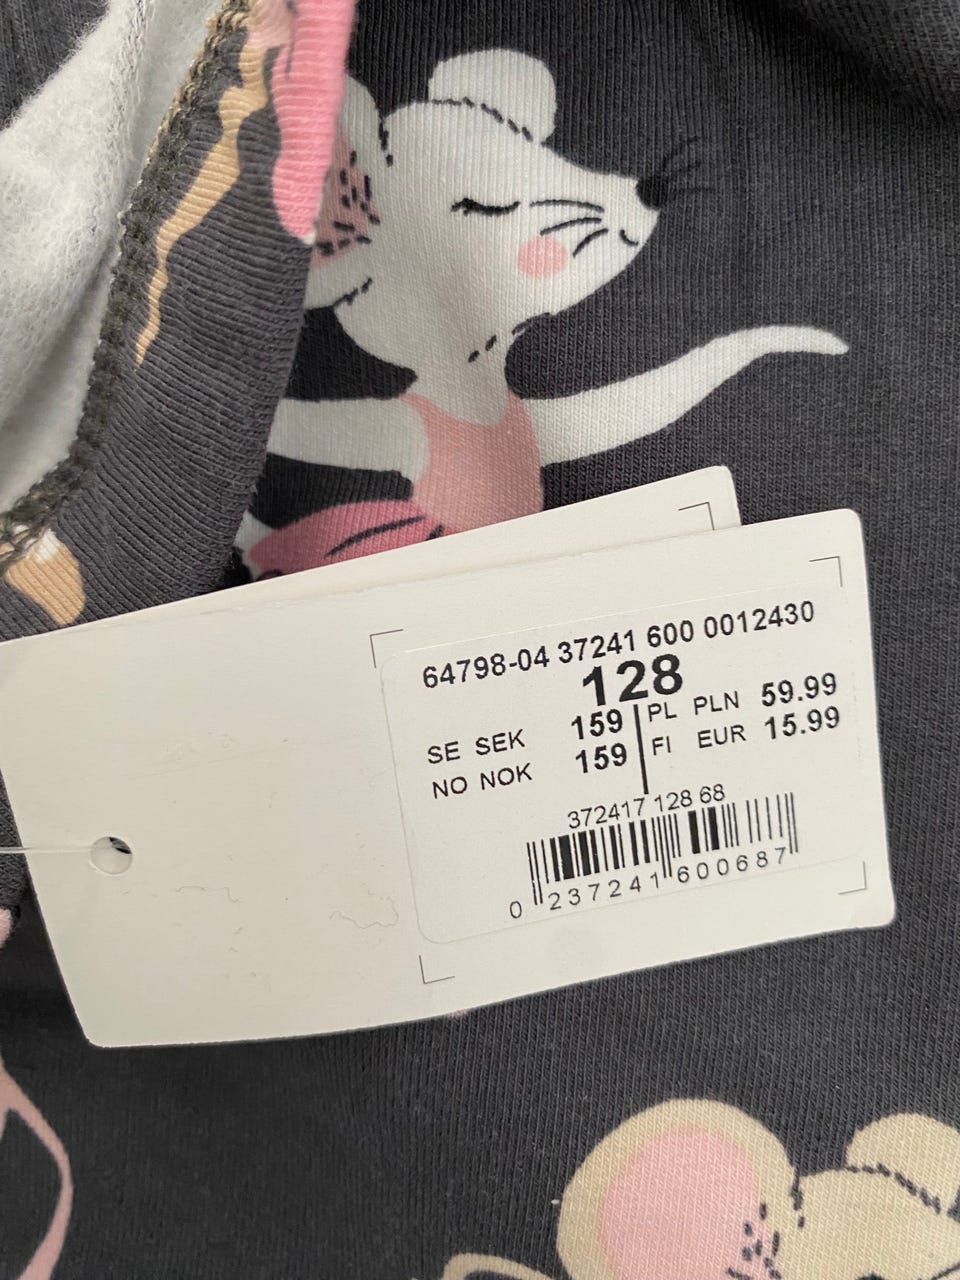 64798-04 37241 600 0012430
128
SE SEK 159 PL PLN 59.99
NO NOK 159 FI EUR 15.99
372417 128 68
0 237241 600687